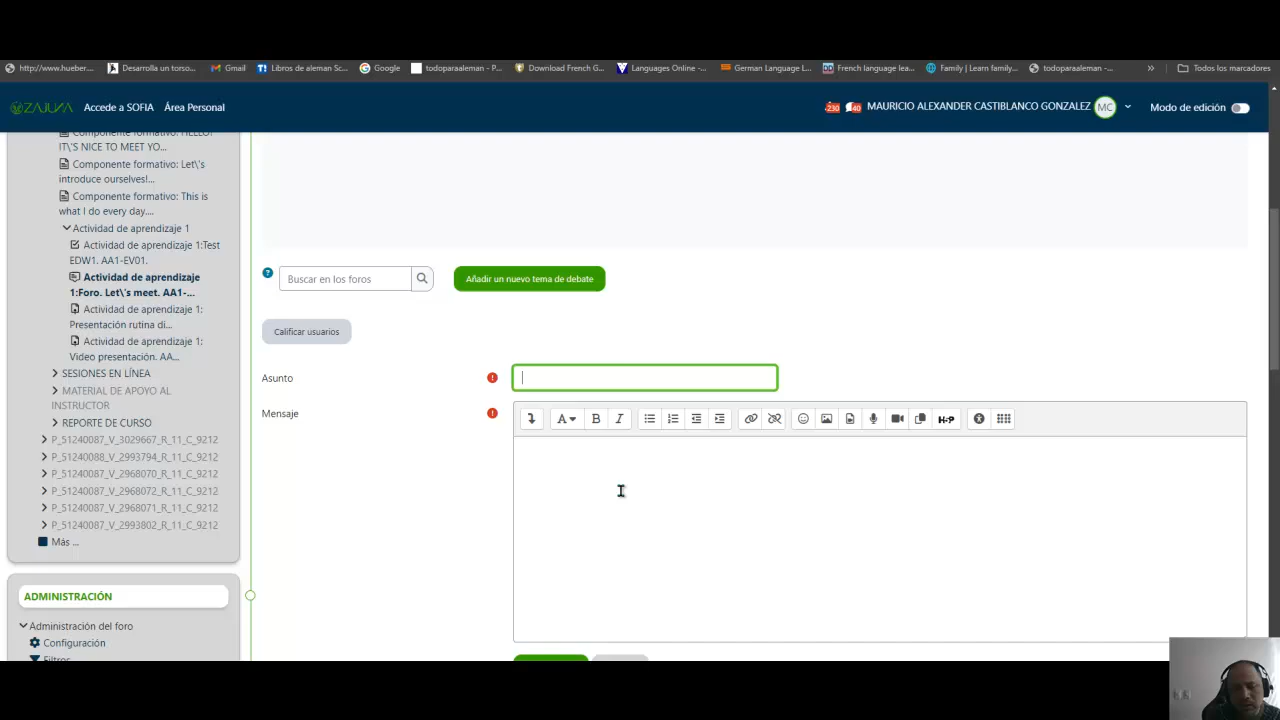 http://www.hueber....
Desarrolla un torso...
Gmail
Libros de aleman Sc...
Google
todoparaaleman - P...
Download French G...
Languages Online -...
German Language L...
French language lea...
Family | Learn family...
todoparaaleman -...
»
Todos los marcadores
ZAJUNA
Accede a SOFIA
Área Personal
230
40
MAURICIO ALEXANDER CASTIBLANCO GONZALEZ
MC
Modo de edición
Componente formativo: HELLO!
IT\'S NICE TO MEET YO...
Componente formativo: Let\'s
introduce ourselves!...
Componente formativo: This is
what I do every day....
Actividad de aprendizaje 1
Actividad de aprendizaje 1:Test
EDW1. AA1-EV01.
Actividad de aprendizaje
1:Foro. Let\'s meet. AA1-...
Actividad de aprendizaje 1:
Presentación rutina di...
Actividad de aprendizaje 1:
Video presentación. AA...
SESIONES EN LÍNEA
MATERIAL DE APOYO AL
INSTRUCTOR
REPORTE DE CURSO
P_51240087_V_3029667_R_11_C_9212
P_51240088_V_2993794_R_11_C_9212
P_51240087_V_2968070_R_11_C_9212
P_51240087_V_2968072_R_11_C_9212
P_51240087_V_2968071_R_11_C_9212
P_51240087_V_2993802_R_11_C_9212
Más ...
ADMINISTRACIÓN
Administración del foro
Configuración
Filtros
Buscar en los foros
Añadir un nuevo tema de debate
Calificar usuarios
Asunto
Mensaje
A
B
I
H-P